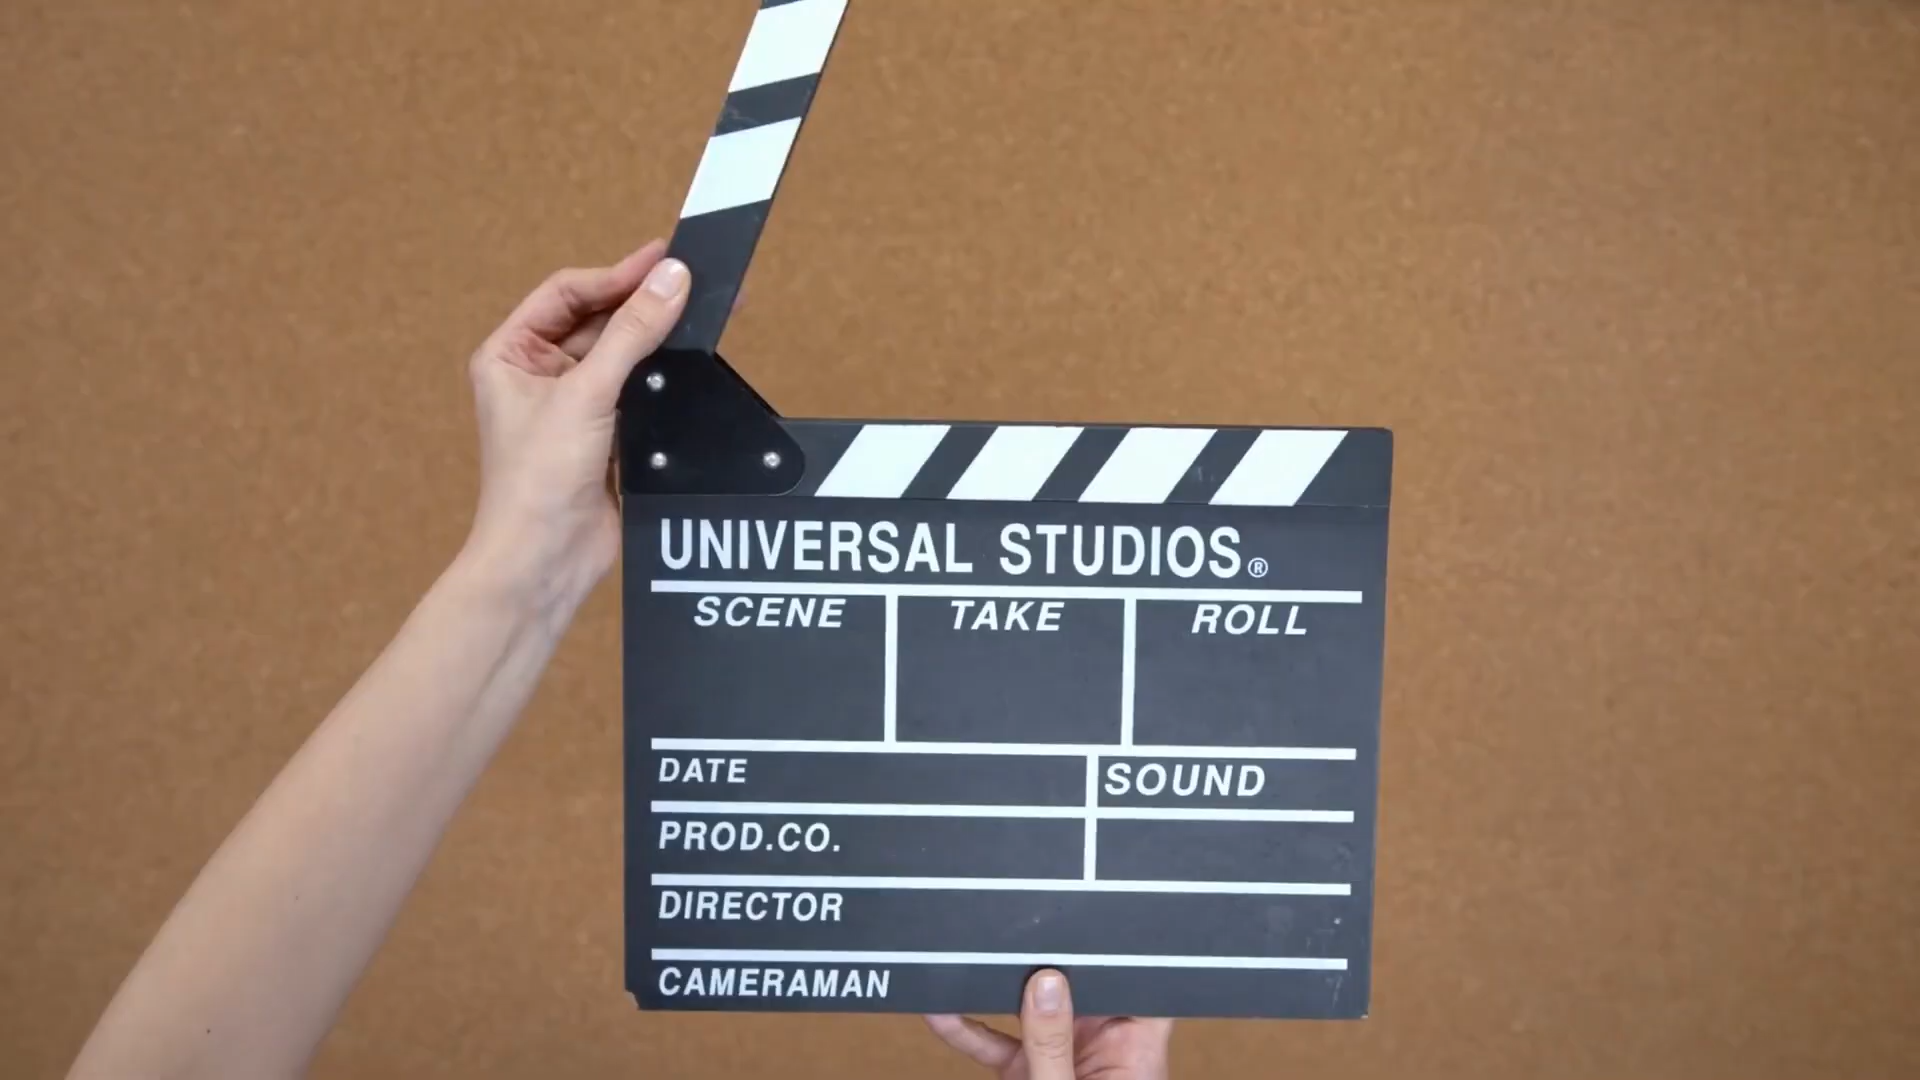 UNIVERSAL STUDIOS®
SCENE TAKE ROLL
DATE SOUND
PROD.CO.
DIRECTOR
CAMERAMAN